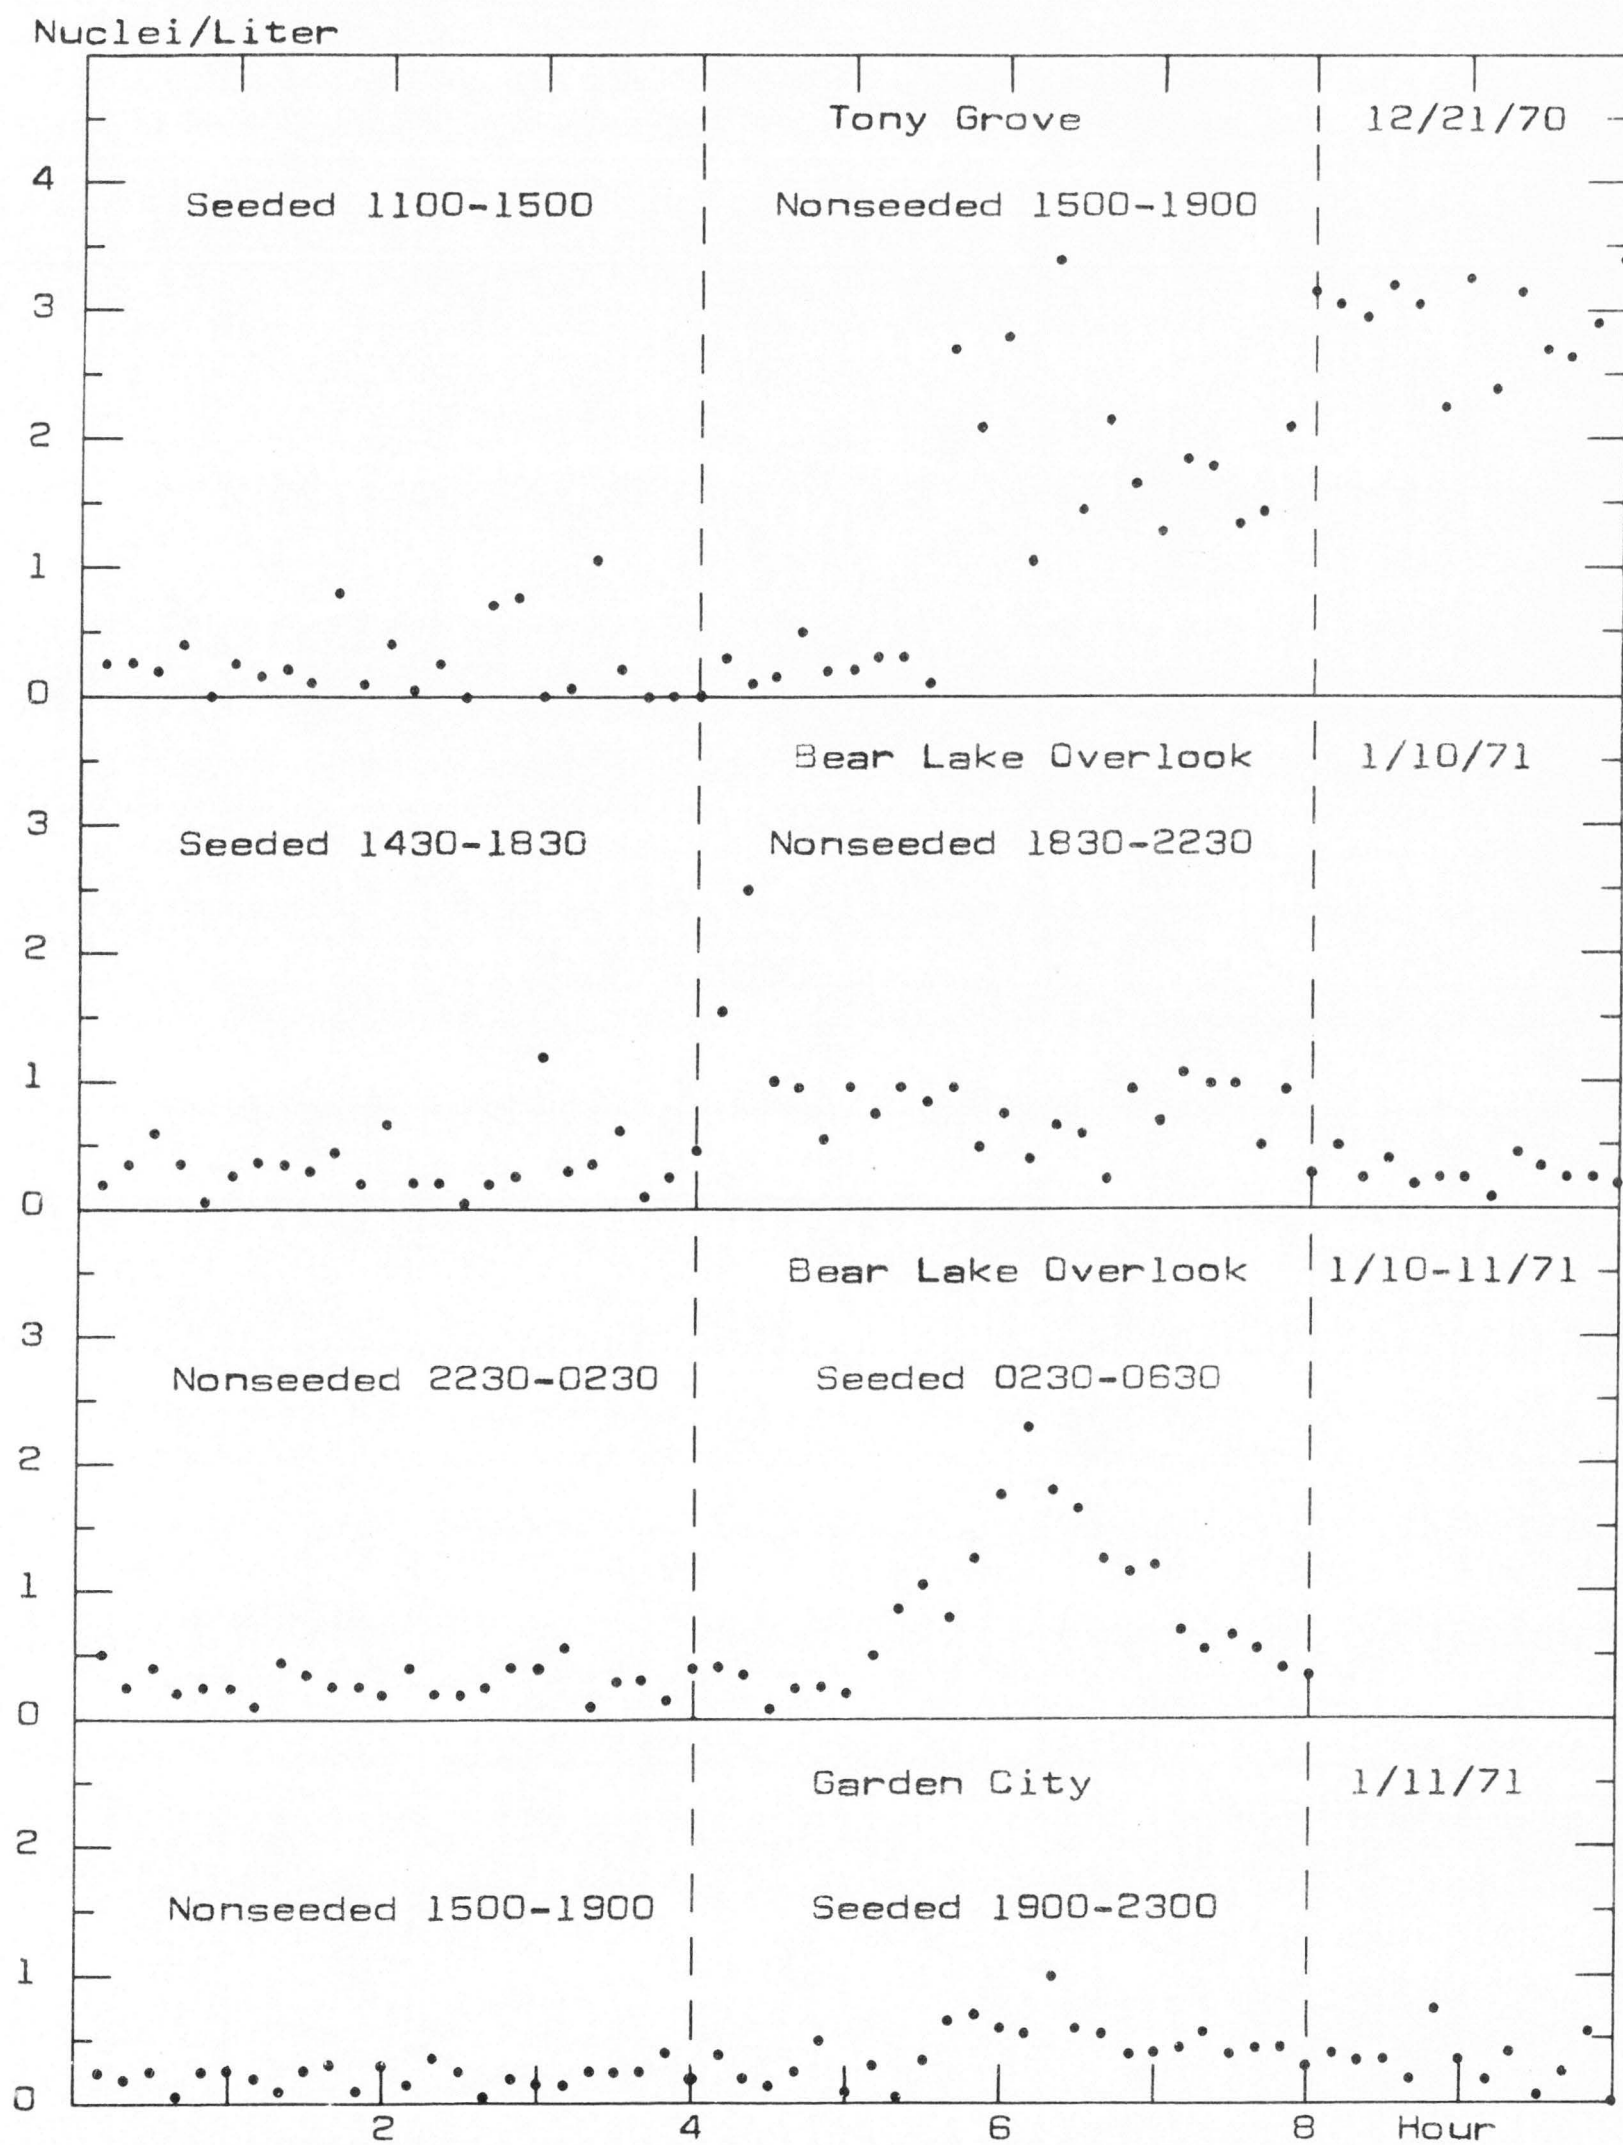 Nuclei/Liter
Tony Grove 12/21/70
4
Seeded 1100-1500 Nonseeded 1500-1900
3
2
1
0
Bear Lake Overlook 1/10/71
3
Seeded 1430-1830 Nonseeded 1830-2230
2
1
0
Bear Lake Overlook 1/10-11/71
3
Nonseeded 2230-0230 Seeded 0230-0630
2
1
0
Garden City 1/11/71
2
Nonseeded 1500-1900 Seeded 1900-2300
1
0
2 4 6 8 Hour